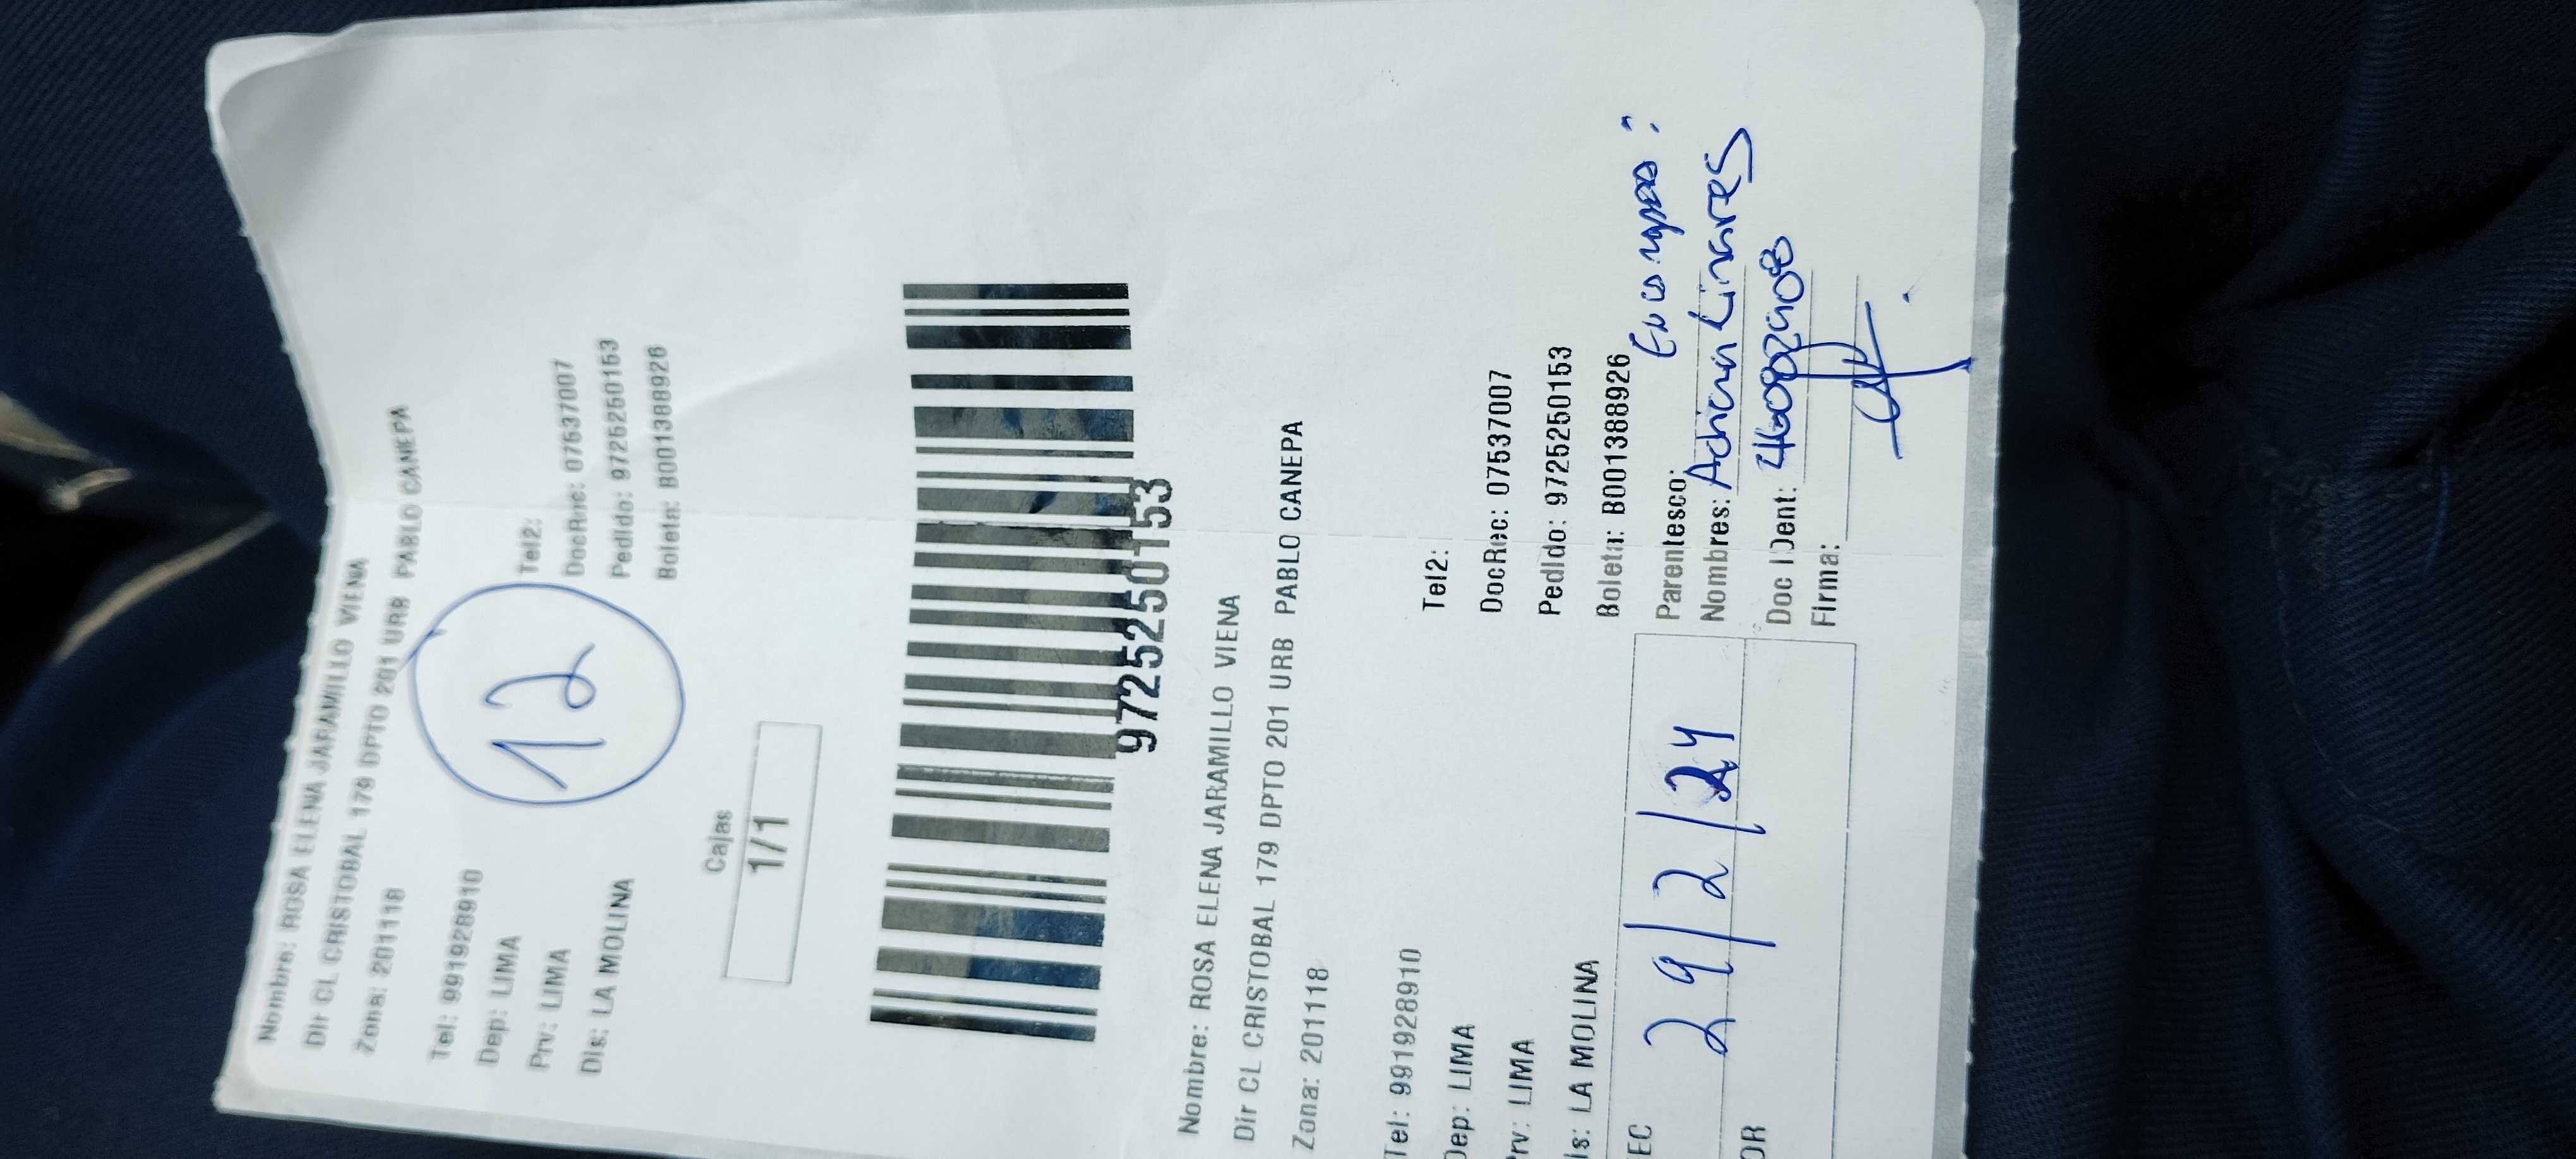 Nombre: ROSA ELENA JARAMILLO VIENA
Dir CL CRISTOBAL 179 DPTO 201 URB PABLO CANEPA
Zona: 201118
Tel: 991928910 Tel2:
Dep: LIMA DocRec: 07537007
Prv: LIMA Pedido: 9725250153
Dis: LA MOLINA Boleta: B001388926
12
Cajas
1/1
9725250153
Nombre: ROSA ELENA JARAMILLO VIENA
Dir CL CRISTOBAL 179 DPTO 201 URB PABLO CANEPA
Zona: 201118
Tel: 991928910 Tel2:
Dep: LIMA DocRec: 07537007
Prv: LIMA Pedido: 9725250153
is: LA MOLINA Boleta: B001388926
EC 29/2/24 Parentesco:
Nombres: Adriana Linares
OR Doc IDent:
Firma: